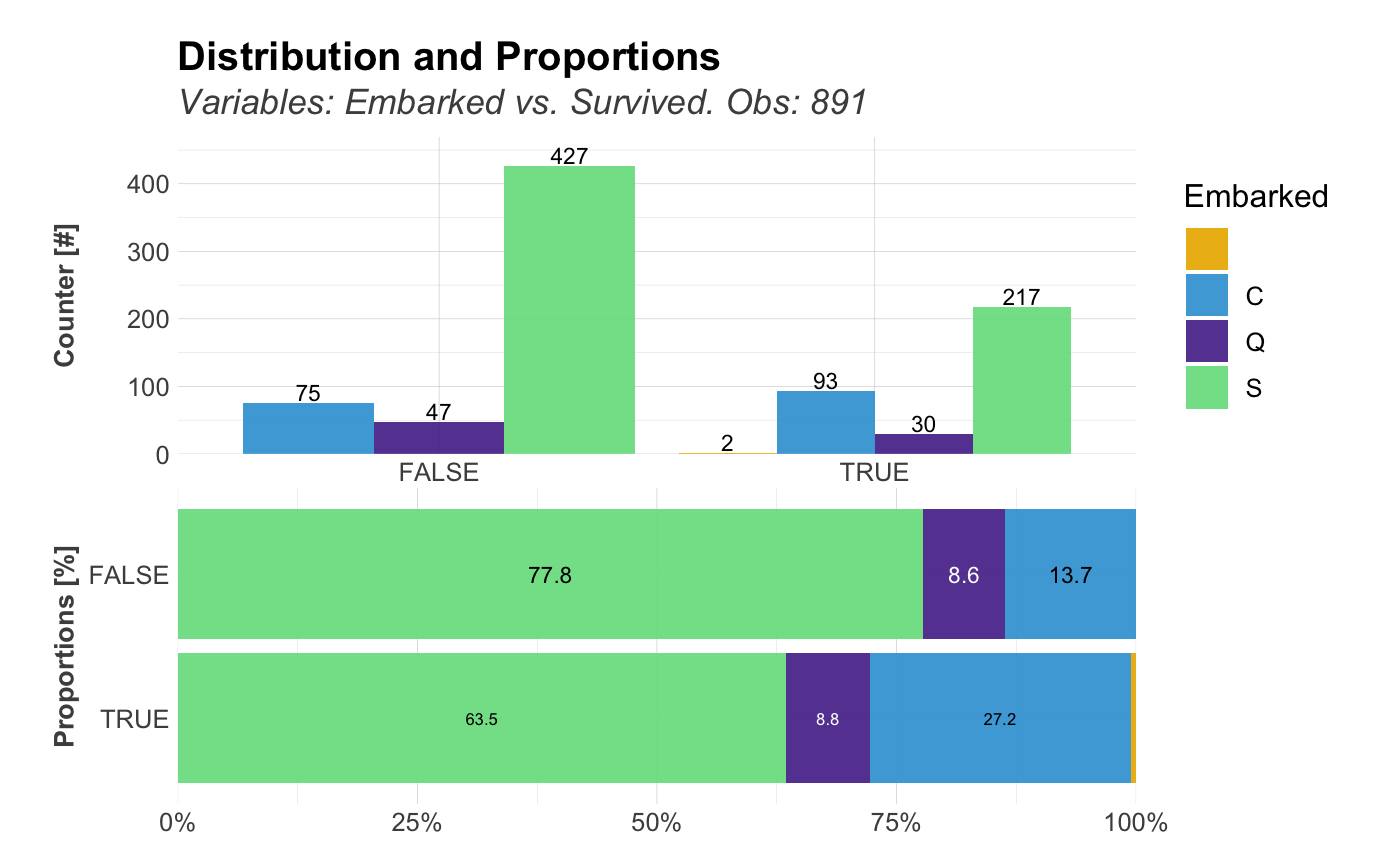 Distribution and Proportions
Variables: Embarked vs. Survived. Obs: 891
Counter [#]
400
300
200
100
0
75
47
427
2
93
30
217
FALSE
TRUE
Embarked
C
Q
S
Proportions [%]
FALSE
77.8
8.6
13.7
TRUE
63.5
8.8
27.2
0%
25%
50%
75%
100%